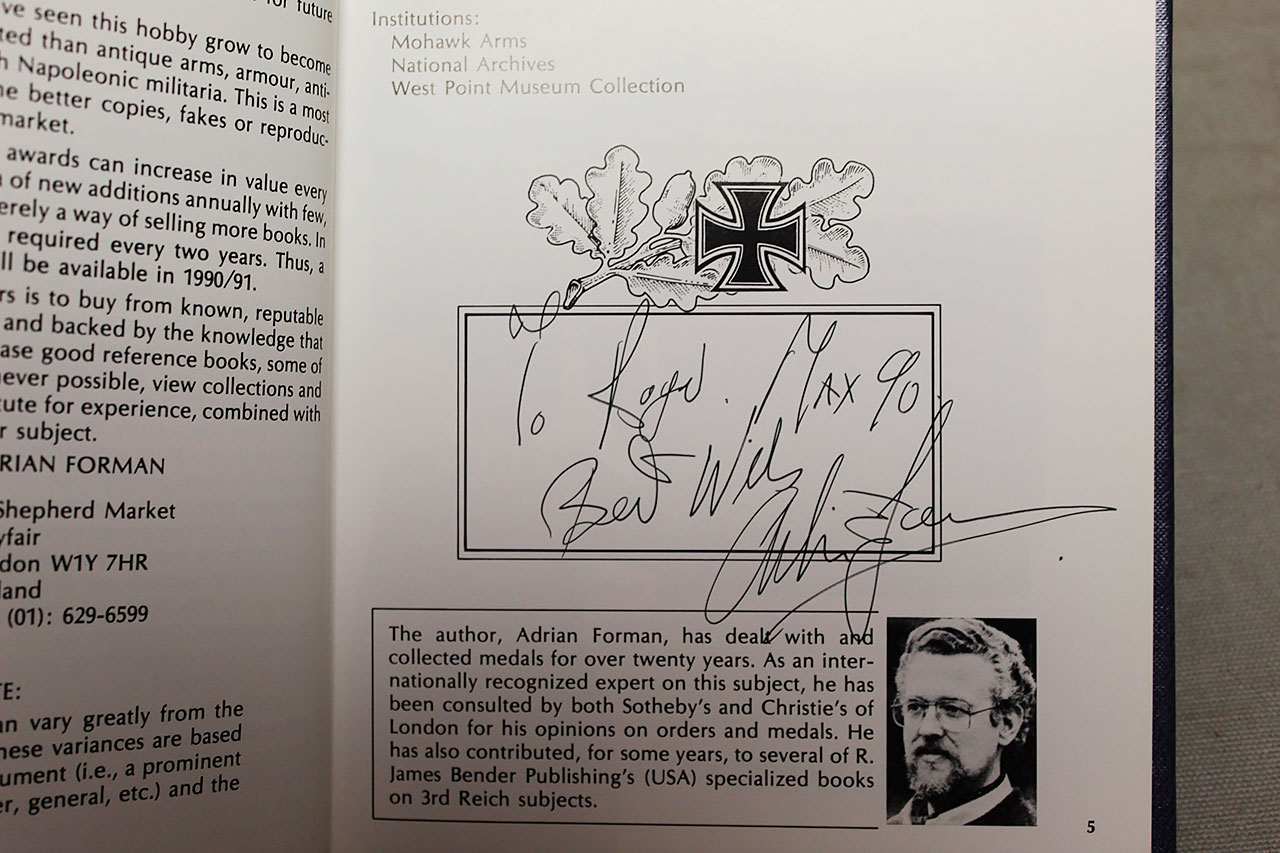 for future
ve seen this hobby grow to become
ted than antique arms, armour, anti-
h Napoleonic militaria. This is a most
he better copies, fakes or reproduc-
market.
awards can increase in value every
of new additions annually with few,
erely a way of selling more books. In
required every two years. Thus, a
ll be available in 1990/91.
rs is to buy from known, reputable
and backed by the knowledge that
ase good reference books, some of
ever possible, view collections and
tute for experience, combined with
r subject.
RIAN FORMAN
Shepherd Market
yfair
don W1Y 7HR
land
(01): 629-6599
TE:
an vary greatly from the
hese variances are based
ument (i.e., a prominent
er, general, etc.) and the
Institutions:
Mohawk Arms
National Archives
West Point Museum Collection
To Roger. MAX 90
Best
The author, Adrian Forman, has dealt with and
collected medals for over twenty years. As an inter-
nationally recognized expert on this subject, he has
been consulted by both Sotheby's and Christie's of
London for his opinions on orders and medals. He
has also contributed, for some years, to several of R.
James Bender Publishing's (USA) specialized books
on 3rd Reich subjects.
5